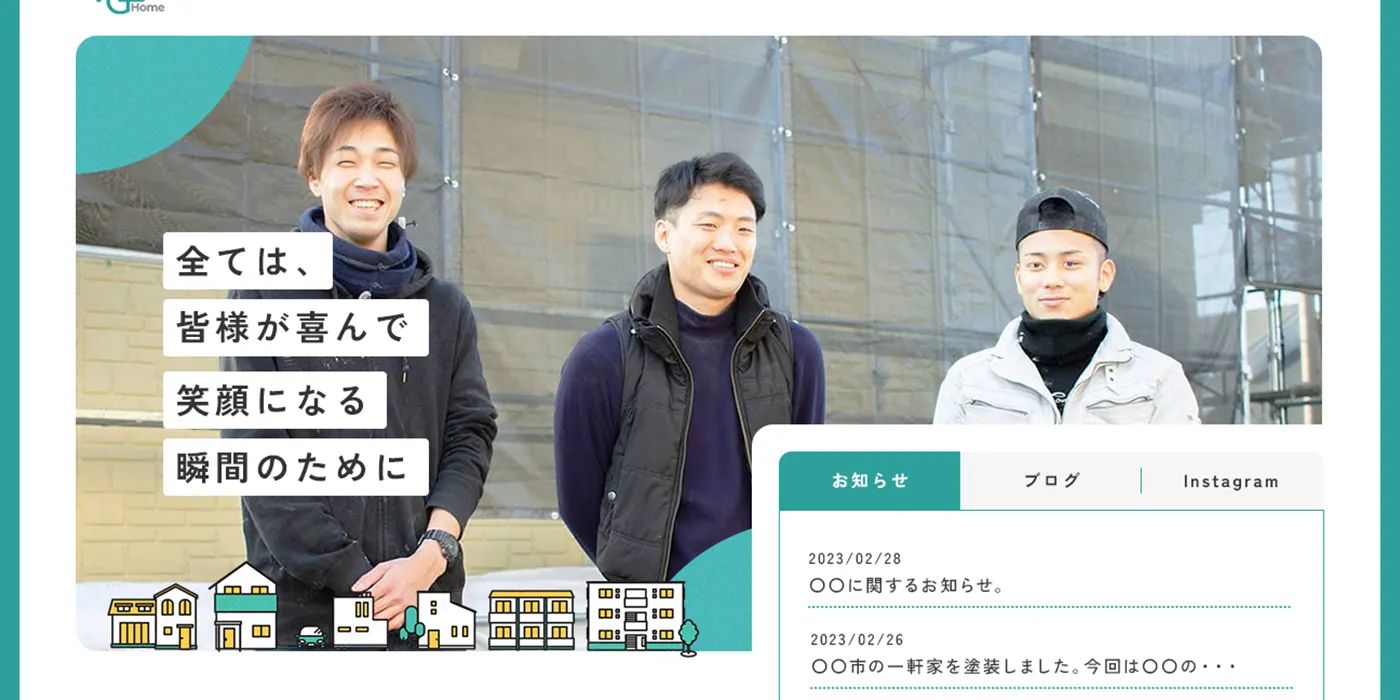 Home
全ては、
皆様が喜んで
笑顔になる
瞬間のために
お知らせ
ブログ
Instagram
2023/02/28
〇〇に関するお知らせ。
2023/02/26
〇〇市の一軒家を塗装しました。今回は〇〇の・・・